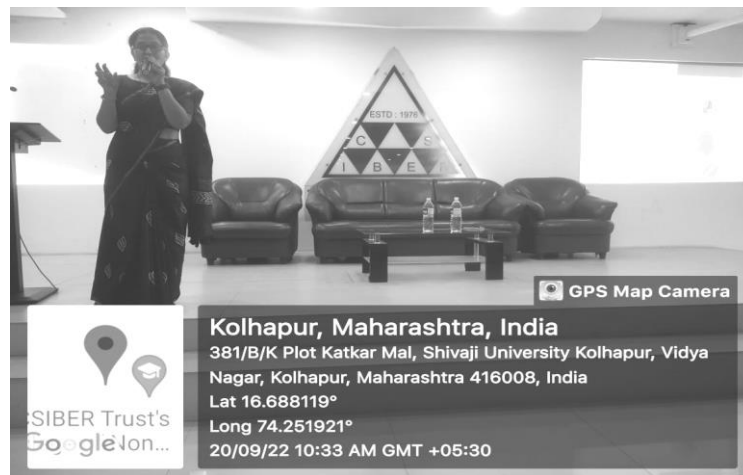 ESTD : 1976
C S
I B E R
GPS Map Camera
Kolhapur, Maharashtra, India
381/B/K Plot Katkar Mal, Shivaji University Kolhapur, Vidya
Nagar, Kolhapur, Maharashtra 416008, India
Lat 16.688119°
Long 74.251921°
20/09/22 10:33 AM GMT +05:30
CSIBER Trust's
Google